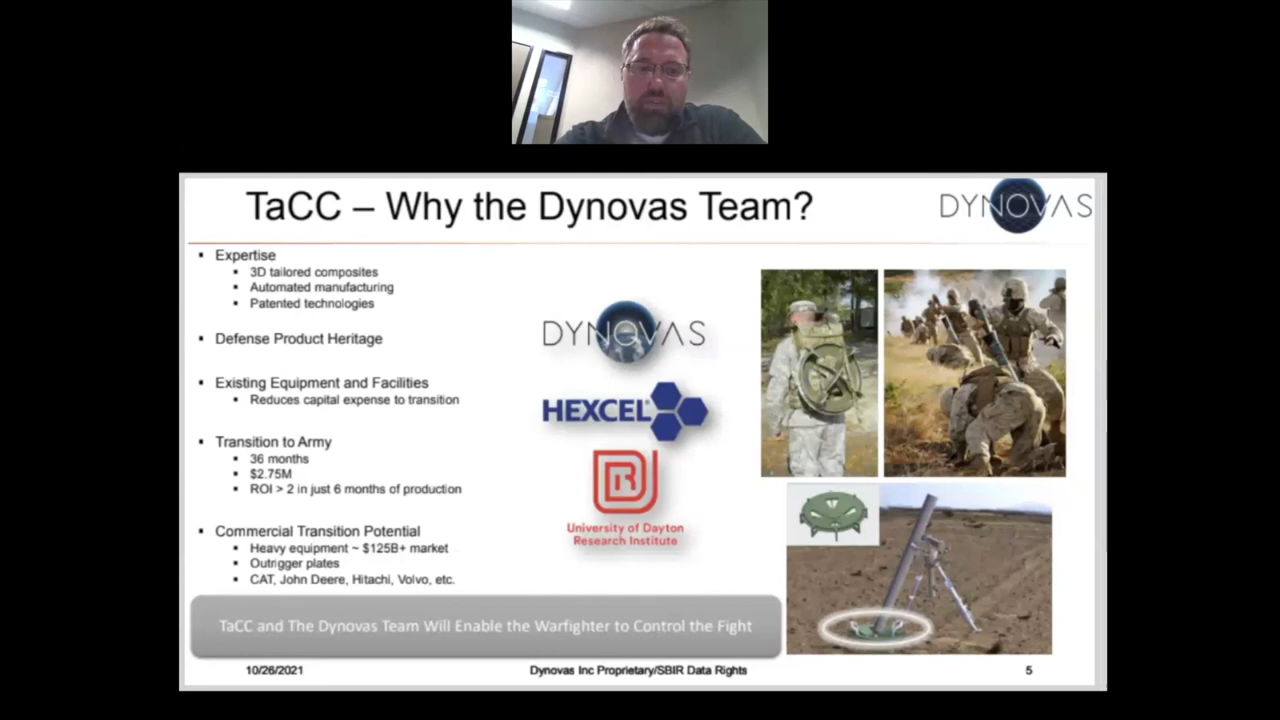 TaCC – Why the Dynovas Team?
DYNOVAS
Expertise
3D tailored composites
Automated manufacturing
Patented technologies
Defense Product Heritage
Existing Equipment and Facilities
Reduces capital expense to transition
Transition to Army
36 months
$2.75M
ROI > 2 in just 6 months of production
Commercial Transition Potential
Heavy equipment ~ $125B+ market
Outrigger plates
CAT, John Deere, Hitachi, Volvo, etc.
DYNOVAS
HEXCEL
University of Dayton
Research Institute
TaCC and The Dynovas Team Will Enable the Warfighter to Control the Fight
10/26/2021 Dynovas Inc Proprietary/SBIR Data Rights 5